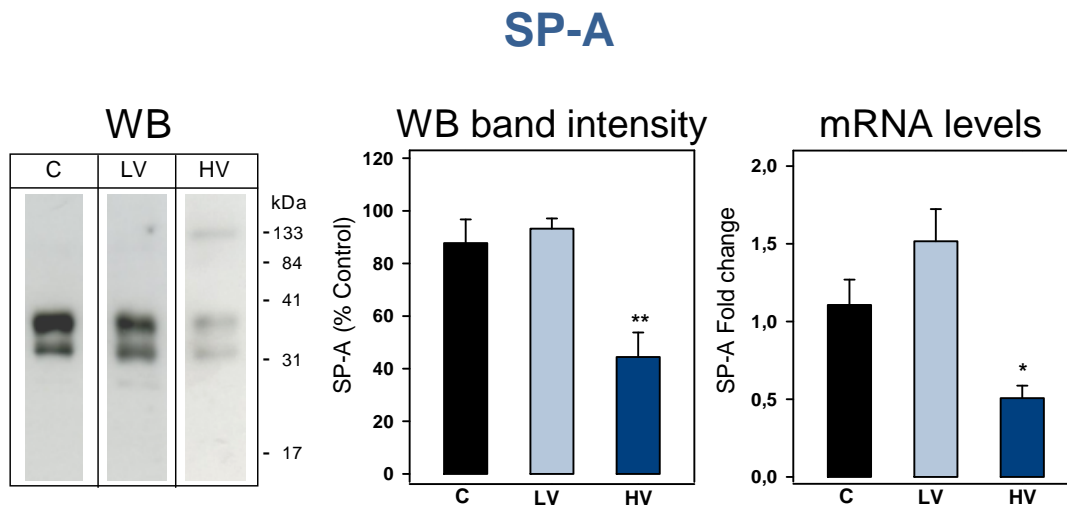 SP-A
WB
C LV HV
kDa
- 133
- 84
- 41
- 31
- 17
WB band intensity
SP-A (% Control)
120
100
80
60
40
20
0
**
C LV HV
mRNA levels
SP-A Fold change
2,0
1,5
1,0
0,5
0,0
*
C LV HV